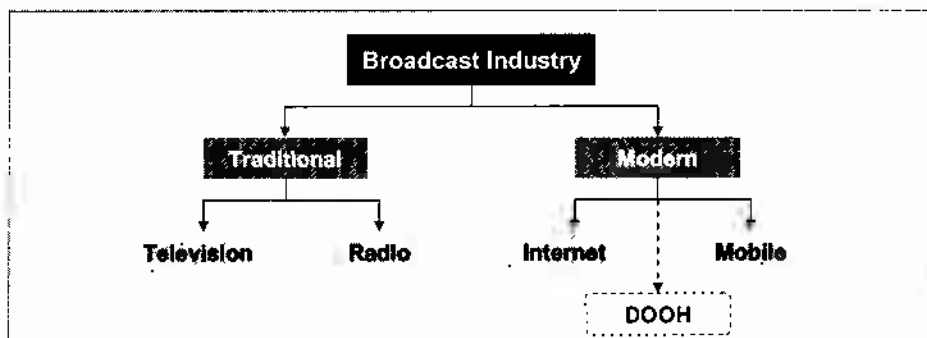 Broadcast Industry
Traditional
Modern
Television
Radio
Internet
Mobile
DOOH